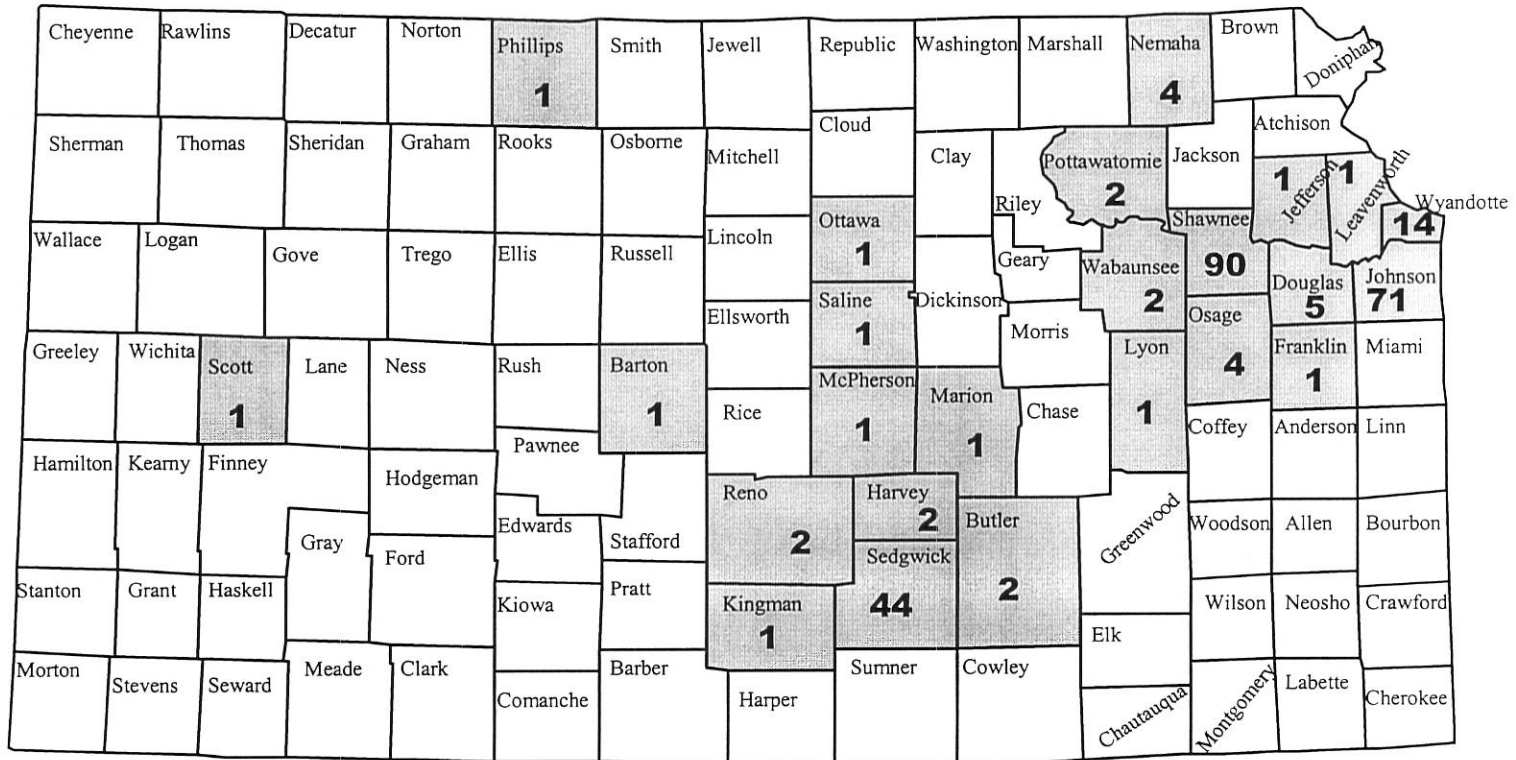 Cheyenne
Rawlins
Decatur
Norton
Phillips
1
Smith
Jewell
Republic
Washington
Marshall
Nemaha
4
Brown
Doniphan
Sherman
Thomas
Sheridan
Graham
Rooks
Osborne
Mitchell
Cloud
Clay
Riley
Pottawatomie
2
Jackson
Atchison
Jefferson
1
Leavenworth
1
Wyandotte
14
Wallace
Logan
Gove
Trego
Ellis
Russell
Lincoln
Ottawa
1
Saline
1
Dickinson
Geary
Wabaunsee
2
Shawnee
90
Douglas
5
Johnson
71
Ellsworth
Morris
Osage
4
Greeley
Wichita
Scott
1
Lane
Ness
Rush
Barton
1
Rice
McPherson
1
Marion
1
Chase
Lyon
1
Franklin
1
Miami
Pawnee
Coffey
Anderson
Linn
Hamilton
Kearny
Finney
Hodgeman
Reno
2
Harvey
2
Butler
2
Greenwood
Woodson
Allen
Bourbon
Gray
Ford
Edwards
Stafford
Sedgwick
44
Stanton
Grant
Haskell
Kiowa
Pratt
Kingman
1
Elk
Wilson
Neosho
Crawford
Morton
Stevens
Seward
Meade
Clark
Comanche
Barber
Harper
Sumner
Cowley
Chautauqua
Montgomery
Labette
Cherokee